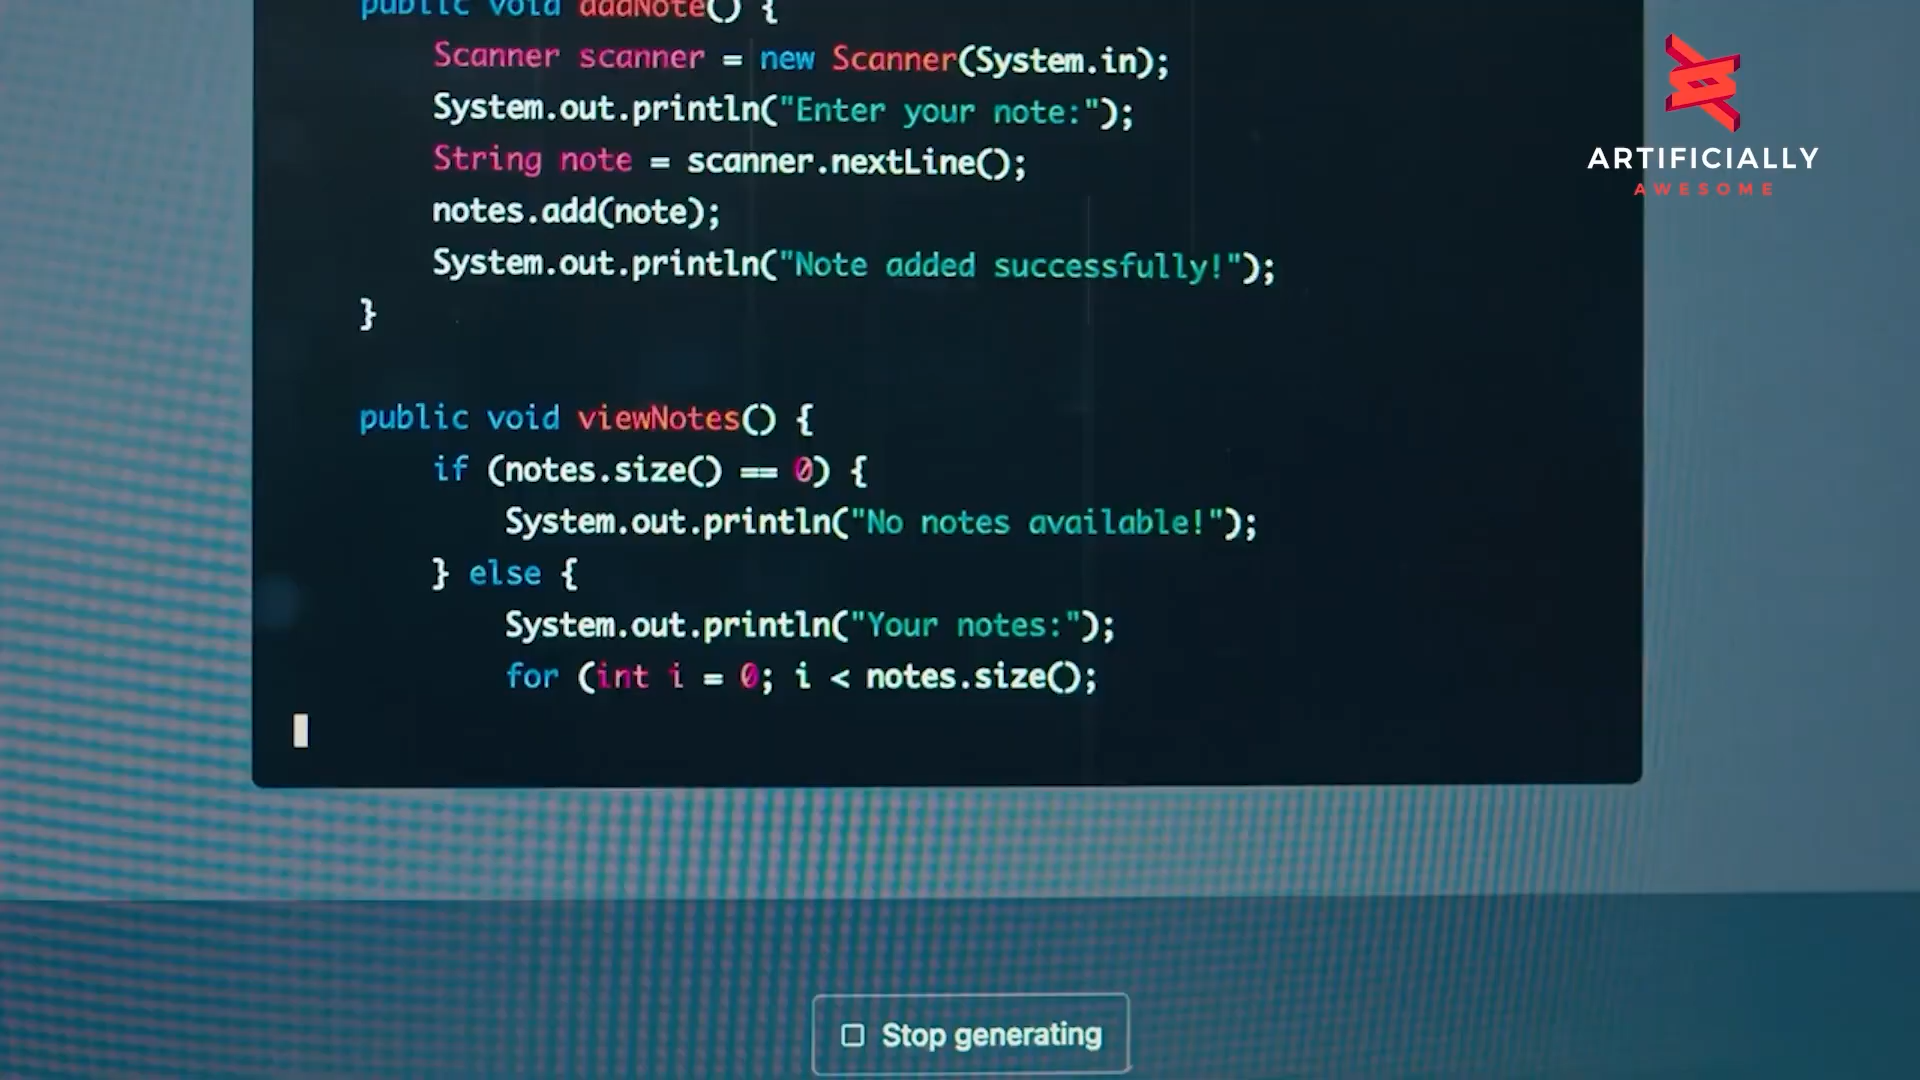 public void addNote() {
Scanner scanner = new Scanner(System.in);
System.out.println("Enter your note:");
String note = scanner.nextLine();
notes.add(note);
System.out.println("Note added successfully!");
}
public void viewNotes() {
if (notes.size() == 0) {
System.out.println("No notes available!");
} else {
System.out.println("Your notes:");
for (int i = 0; i < notes.size();
Stop generating
ARTIFICIALLY
AWESOME